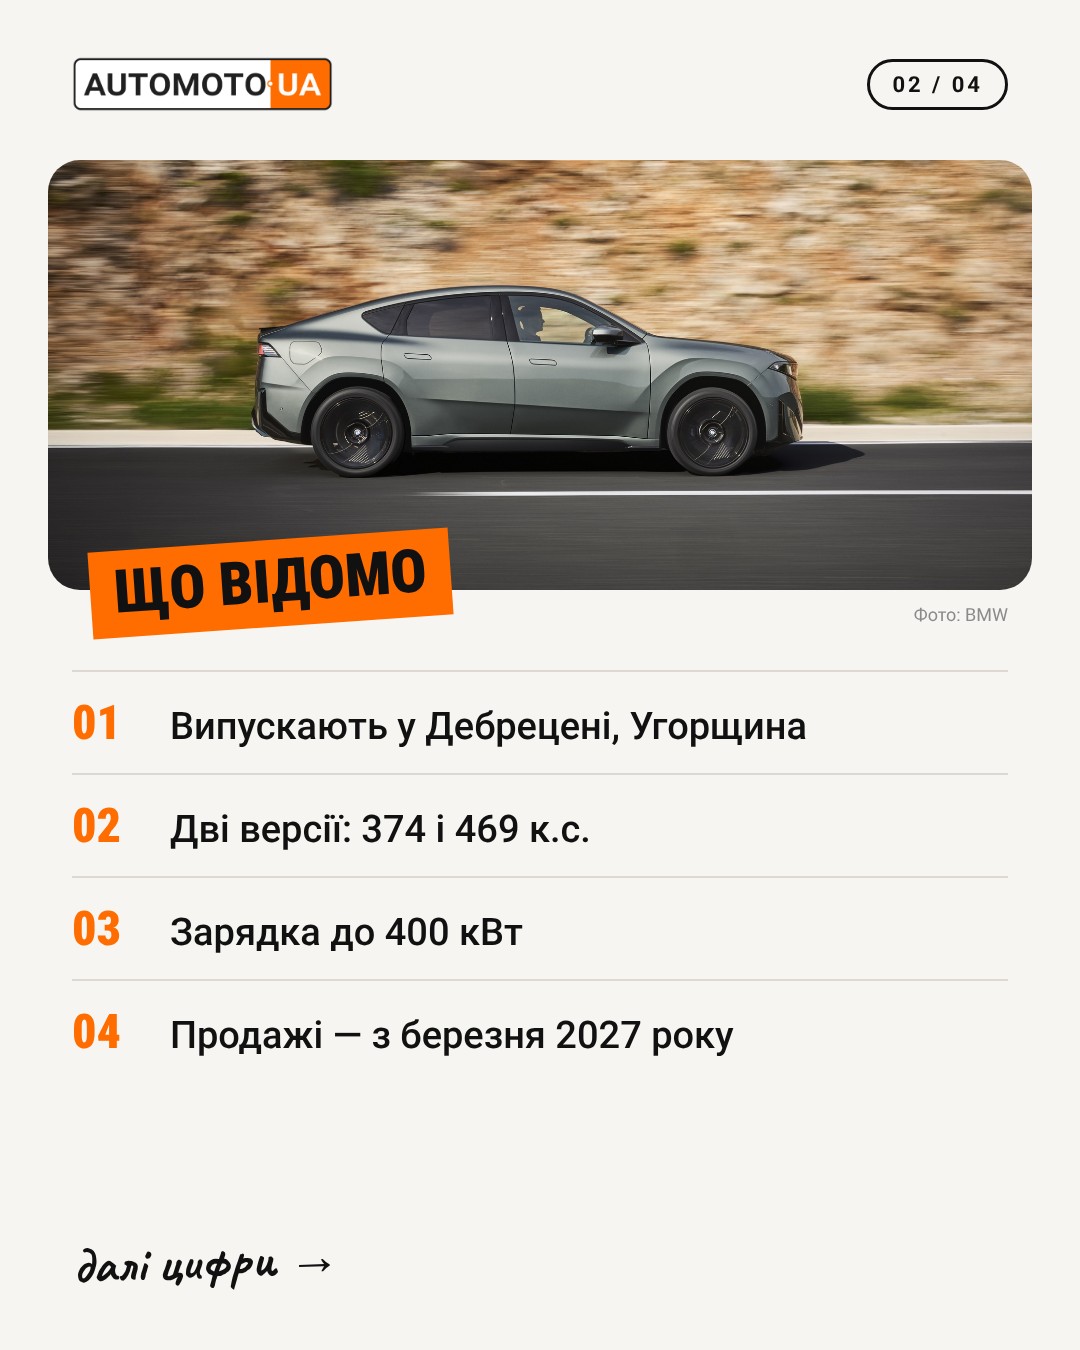 AUTOMOTO UA
02 / 04
ЩО ВІДОМО
Фото: BMW
01 Випускають у Дебрецені, Угорщина
02 Дві версії: 374 і 469 к.с.
03 Зарядка до 400 кВт
04 Продажі — з березня 2027 року
далі цифри →